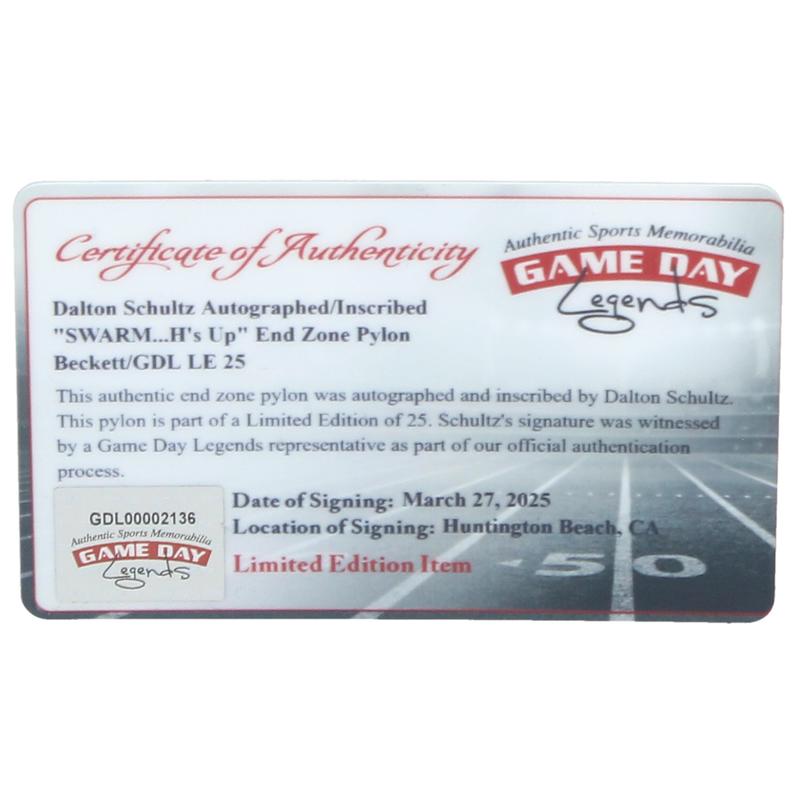 Certificate of Authenticity
Authentic Sports Memorabilia
GAME DAY
Legends
Dalton Schultz Autographed/Inscribed
"SWARM...H's Up" End Zone Pylon
Beckett/GDL LE 25
This authentic end zone pylon was autographed and inscribed by Dalton Schultz.
This pylon is part of a Limited Edition of 25. Schultz's signature was witnessed
by a Game Day Legends representative as part of our official authentication
process.
GDL00002136
Authentic Sports Memorabilia
GAME DAY
Legends
Date of Signing: March 27, 2025
Location of Signing: Huntington Beach, CA
Limited Edition Item
50